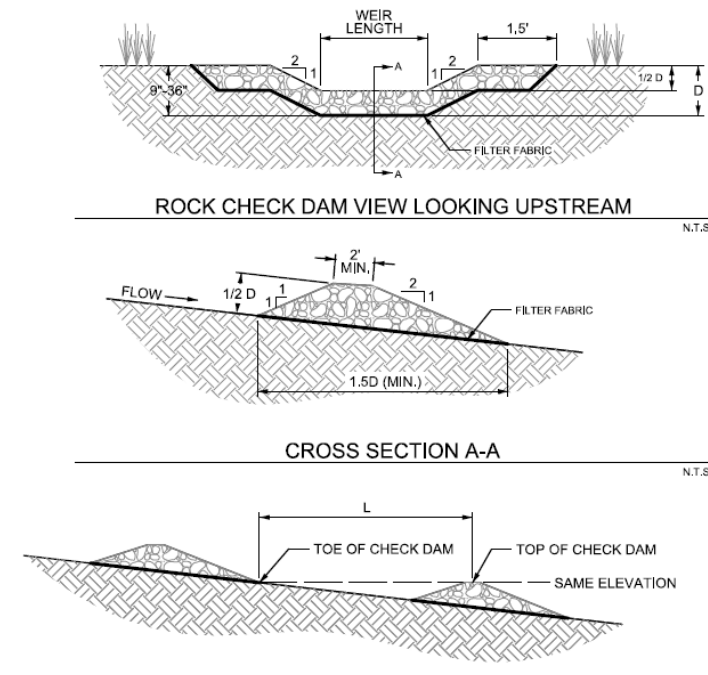 WEIR
LENGTH
1,5'
2
1
A
1
2
9"-36"
1/2 D
D
FILTER FABRIC
A
ROCK CHECK DAM VIEW LOOKING UPSTREAM
N.T.S
2'
MIN.
FLOW
1/2 D
1
1
2
1
FILTER FABRIC
1.5D (MIN.)
CROSS SECTION A-A
N.T.S
L
TOE OF CHECK DAM
TOP OF CHECK DAM
SAME ELEVATION